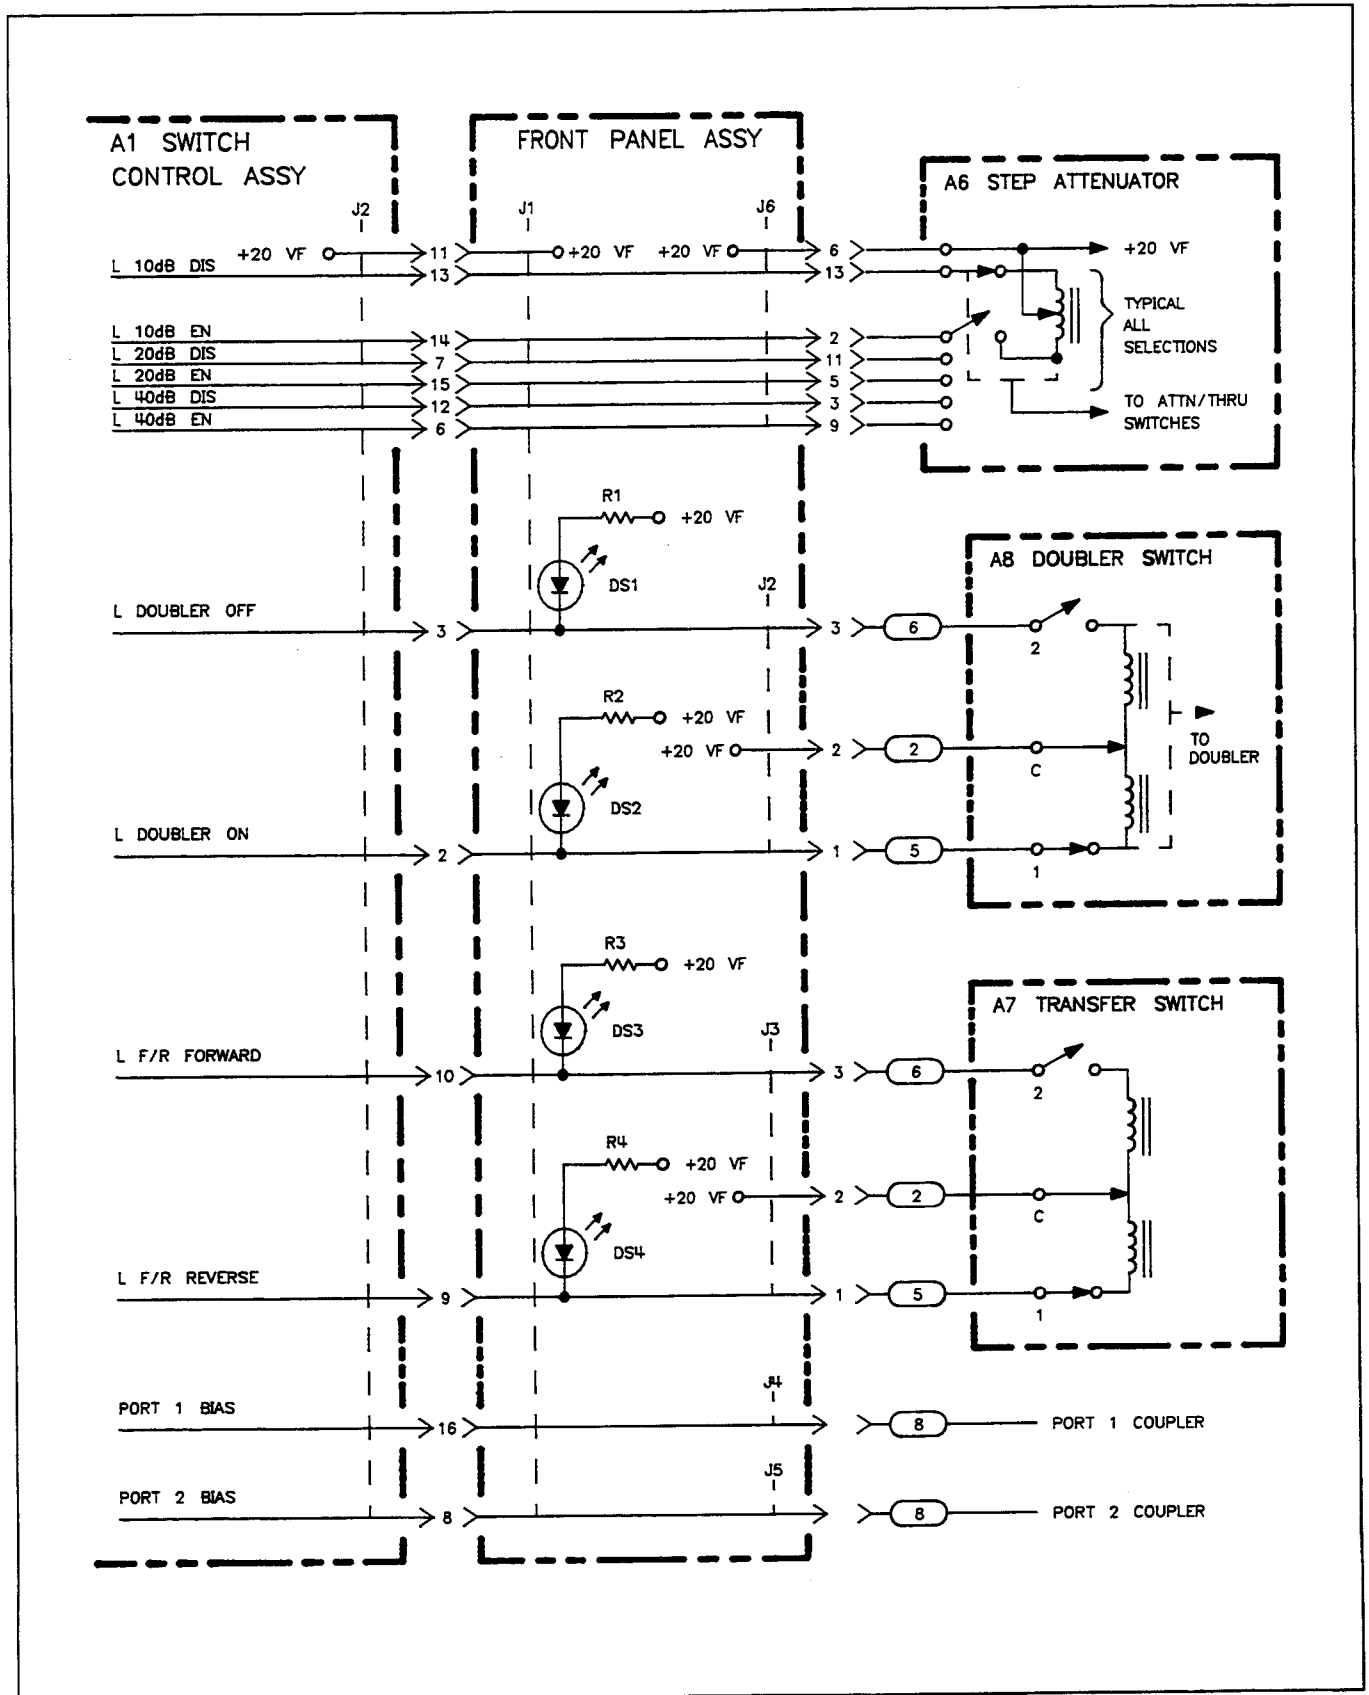 A1 SWITCH
CONTROL ASSY
FRONT PANEL ASSY
A6 STEP ATTENUATOR
J2
J1
J6
+20 VF
11
+20 VF
+20 VF
6
+20 VF
L 10dB DIS
13
13
TYPICAL
ALL
SELECTIONS
L 10dB EN
14
2
L 20dB DIS
7
11
L 20dB EN
15
5
L 40dB DIS
12
3
TO ATTN/THRU
SWITCHES
L 40dB EN
6
9
R1
+20 VF
DS1
J2
A8 DOUBLER SWITCH
L DOUBLER OFF
3
3
6
2
R2
+20 VF
+20 VF
2
2
C
TO
DOUBLER
DS2
L DOUBLER ON
2
1
5
1
R3
+20 VF
DS3
J3
A7 TRANSFER SWITCH
L F/R FORWARD
10
3
6
2
R4
+20 VF
+20 VF
2
2
C
DS4
L F/R REVERSE
9
1
5
1
J4
PORT 1 BIAS
16
8
PORT 1 COUPLER
J5
PORT 2 BIAS
8
8
PORT 2 COUPLER